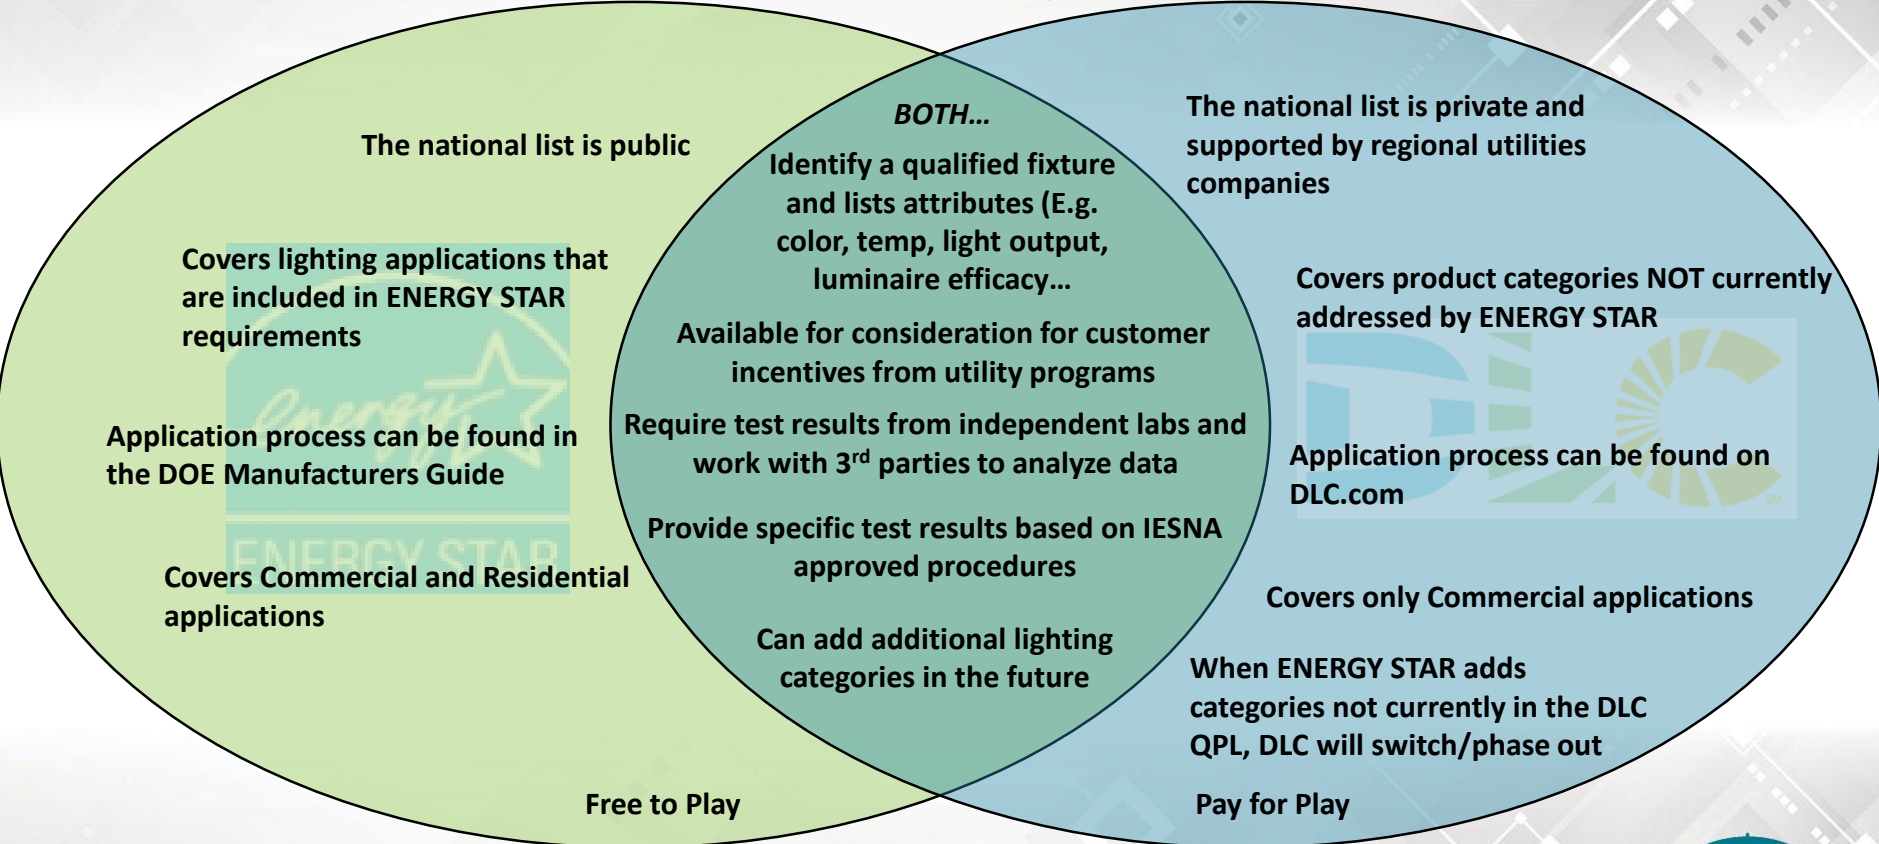 The national list is public
Covers lighting applications that
are included in ENERGY STAR
requirements
energy
Application process can be found in
the DOE Manufacturers Guide
ENERGY STAR
Covers Commercial and Residential
applications
Free to Play
BOTH…
Identify a qualified fixture
and lists attributes (E.g.
color, temp, light output,
luminaire efficacy…
Available for consideration for customer
incentives from utility programs
Require test results from independent labs and
work with 3rd parties to analyze data
Provide specific test results based on IESNA
approved procedures
Can add additional lighting
categories in the future
The national list is private and
supported by regional utilities
companies
Covers product categories NOT currently
addressed by ENERGY STAR
DLC
SM
Application process can be found on
DLC.com
Covers only Commercial applications
When ENERGY STAR adds
categories not currently in the DLC
QPL, DLC will switch/phase out
Pay for Play